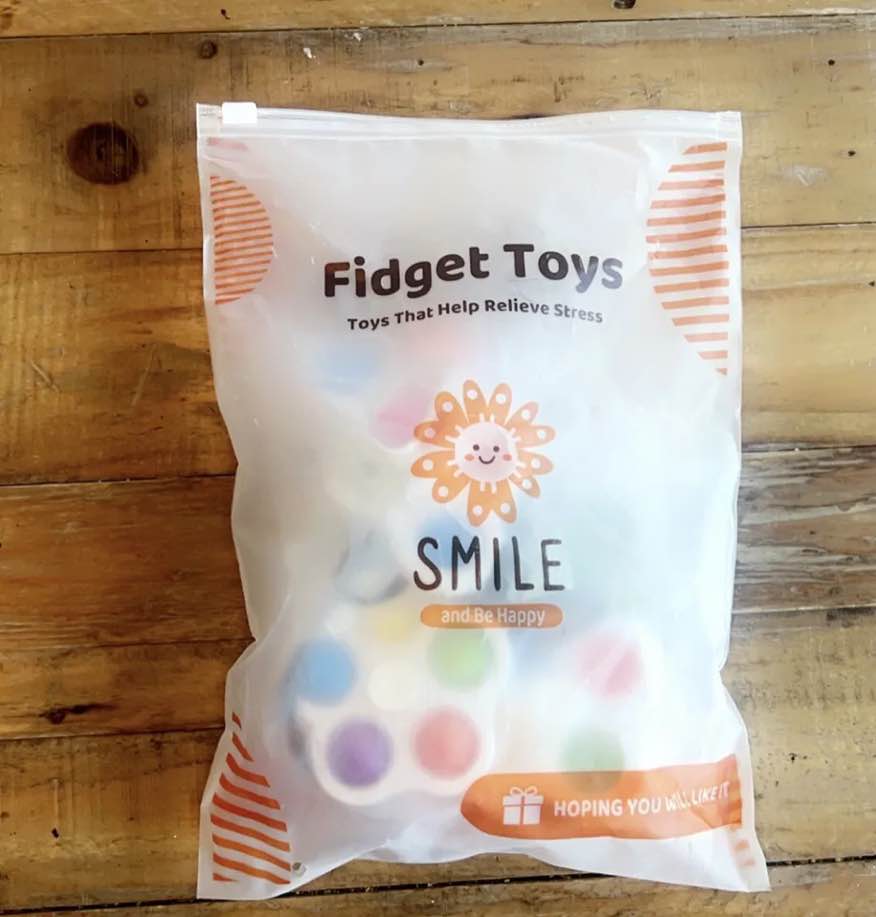 Fidget Toys
Toys That Help Relieve Stress
SMILE
and Be Happy
HOPING YOU WILL LIKE IT